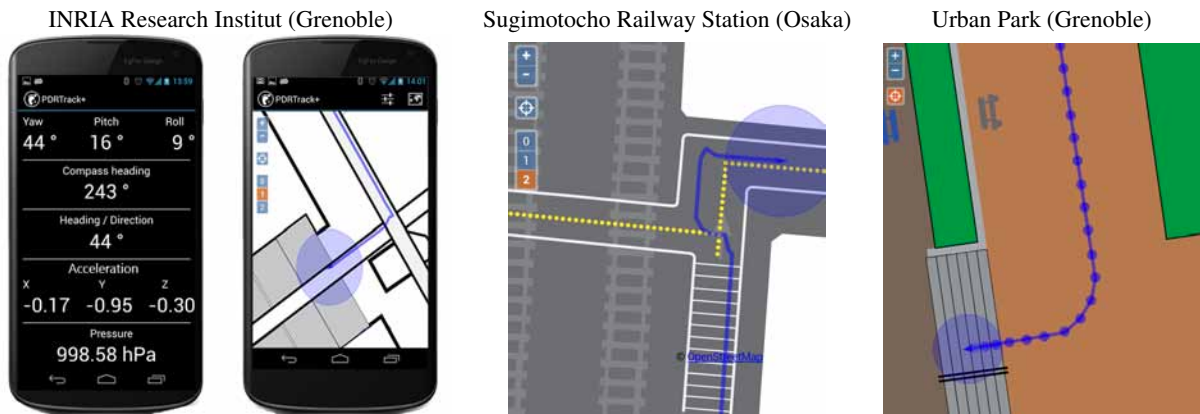 INRIA Research Institut (Grenoble)
Sugimotocho Railway Station (Osaka)
Urban Park (Grenoble)
13:59
PDRTrack+
Yaw Pitch Roll
44 ° 16 ° 9 °
Compass heading
243 °
Heading / Direction
44 °
Acceleration
X Y Z
-0.17 -0.95 -0.30
Pressure
998.58 hPa
14:01
PDRTrack+
+
−
1
2
+
−
0
1
2
© OpenStreetMap
+
−